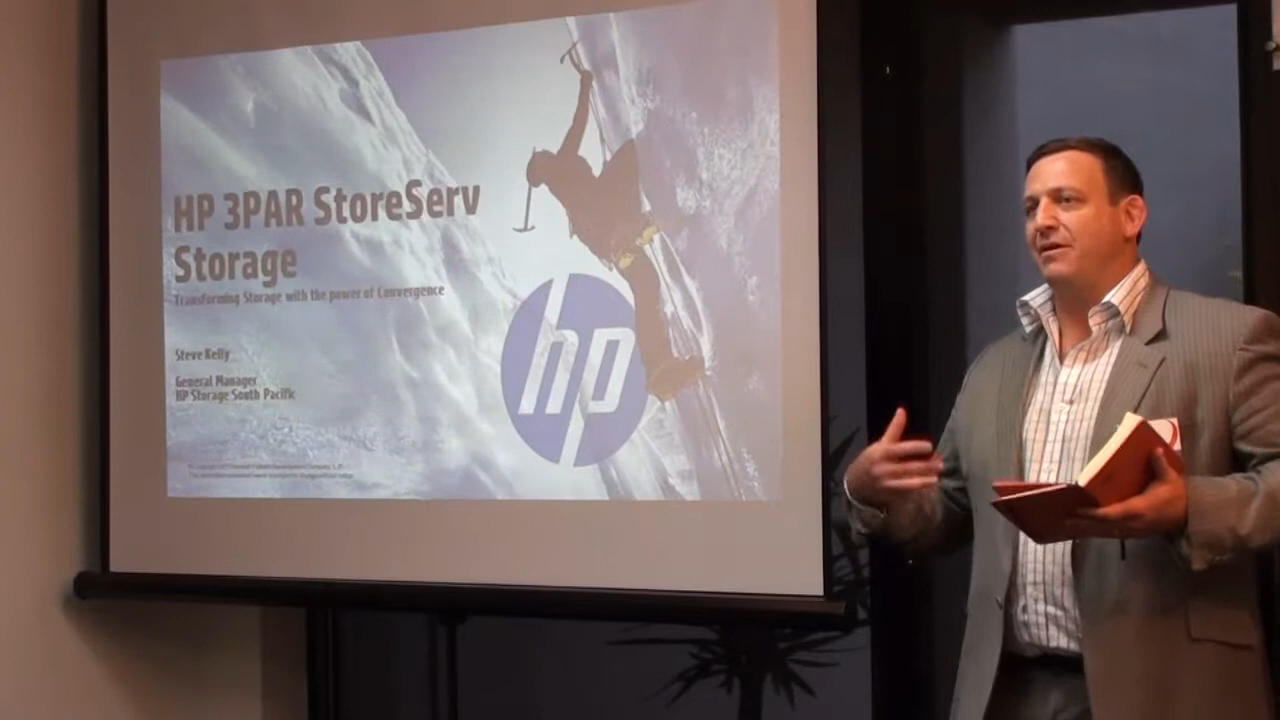 HP 3PAR StoreServ
Storage
Transforming Storage with the power of Convergence
Steve Kelly
General Manager
HP Storage South Pacific
hp